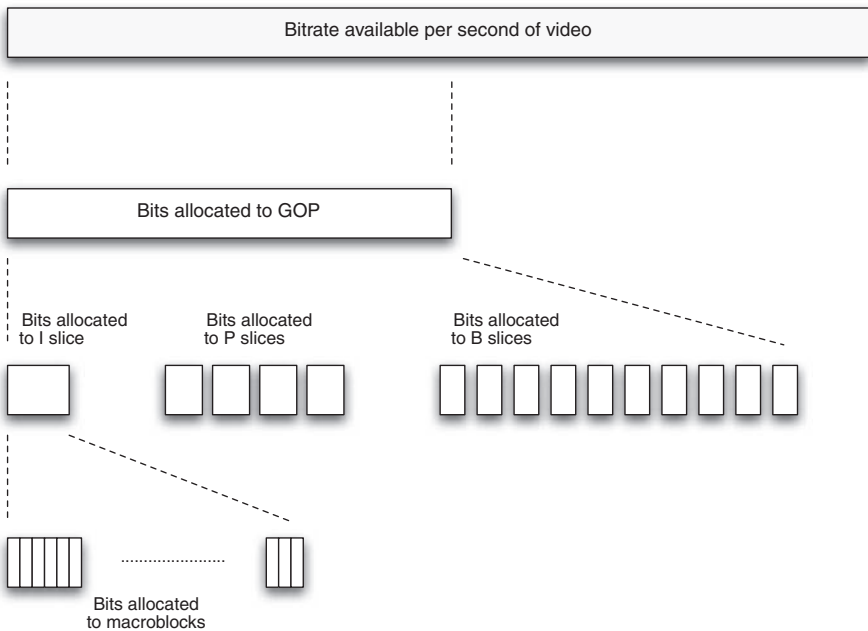 Bitrate available per second of video
Bits allocated to GOP
Bits allocated
to I slice
Bits allocated
to P slices
Bits allocated
to B slices
Bits allocated
to macroblocks